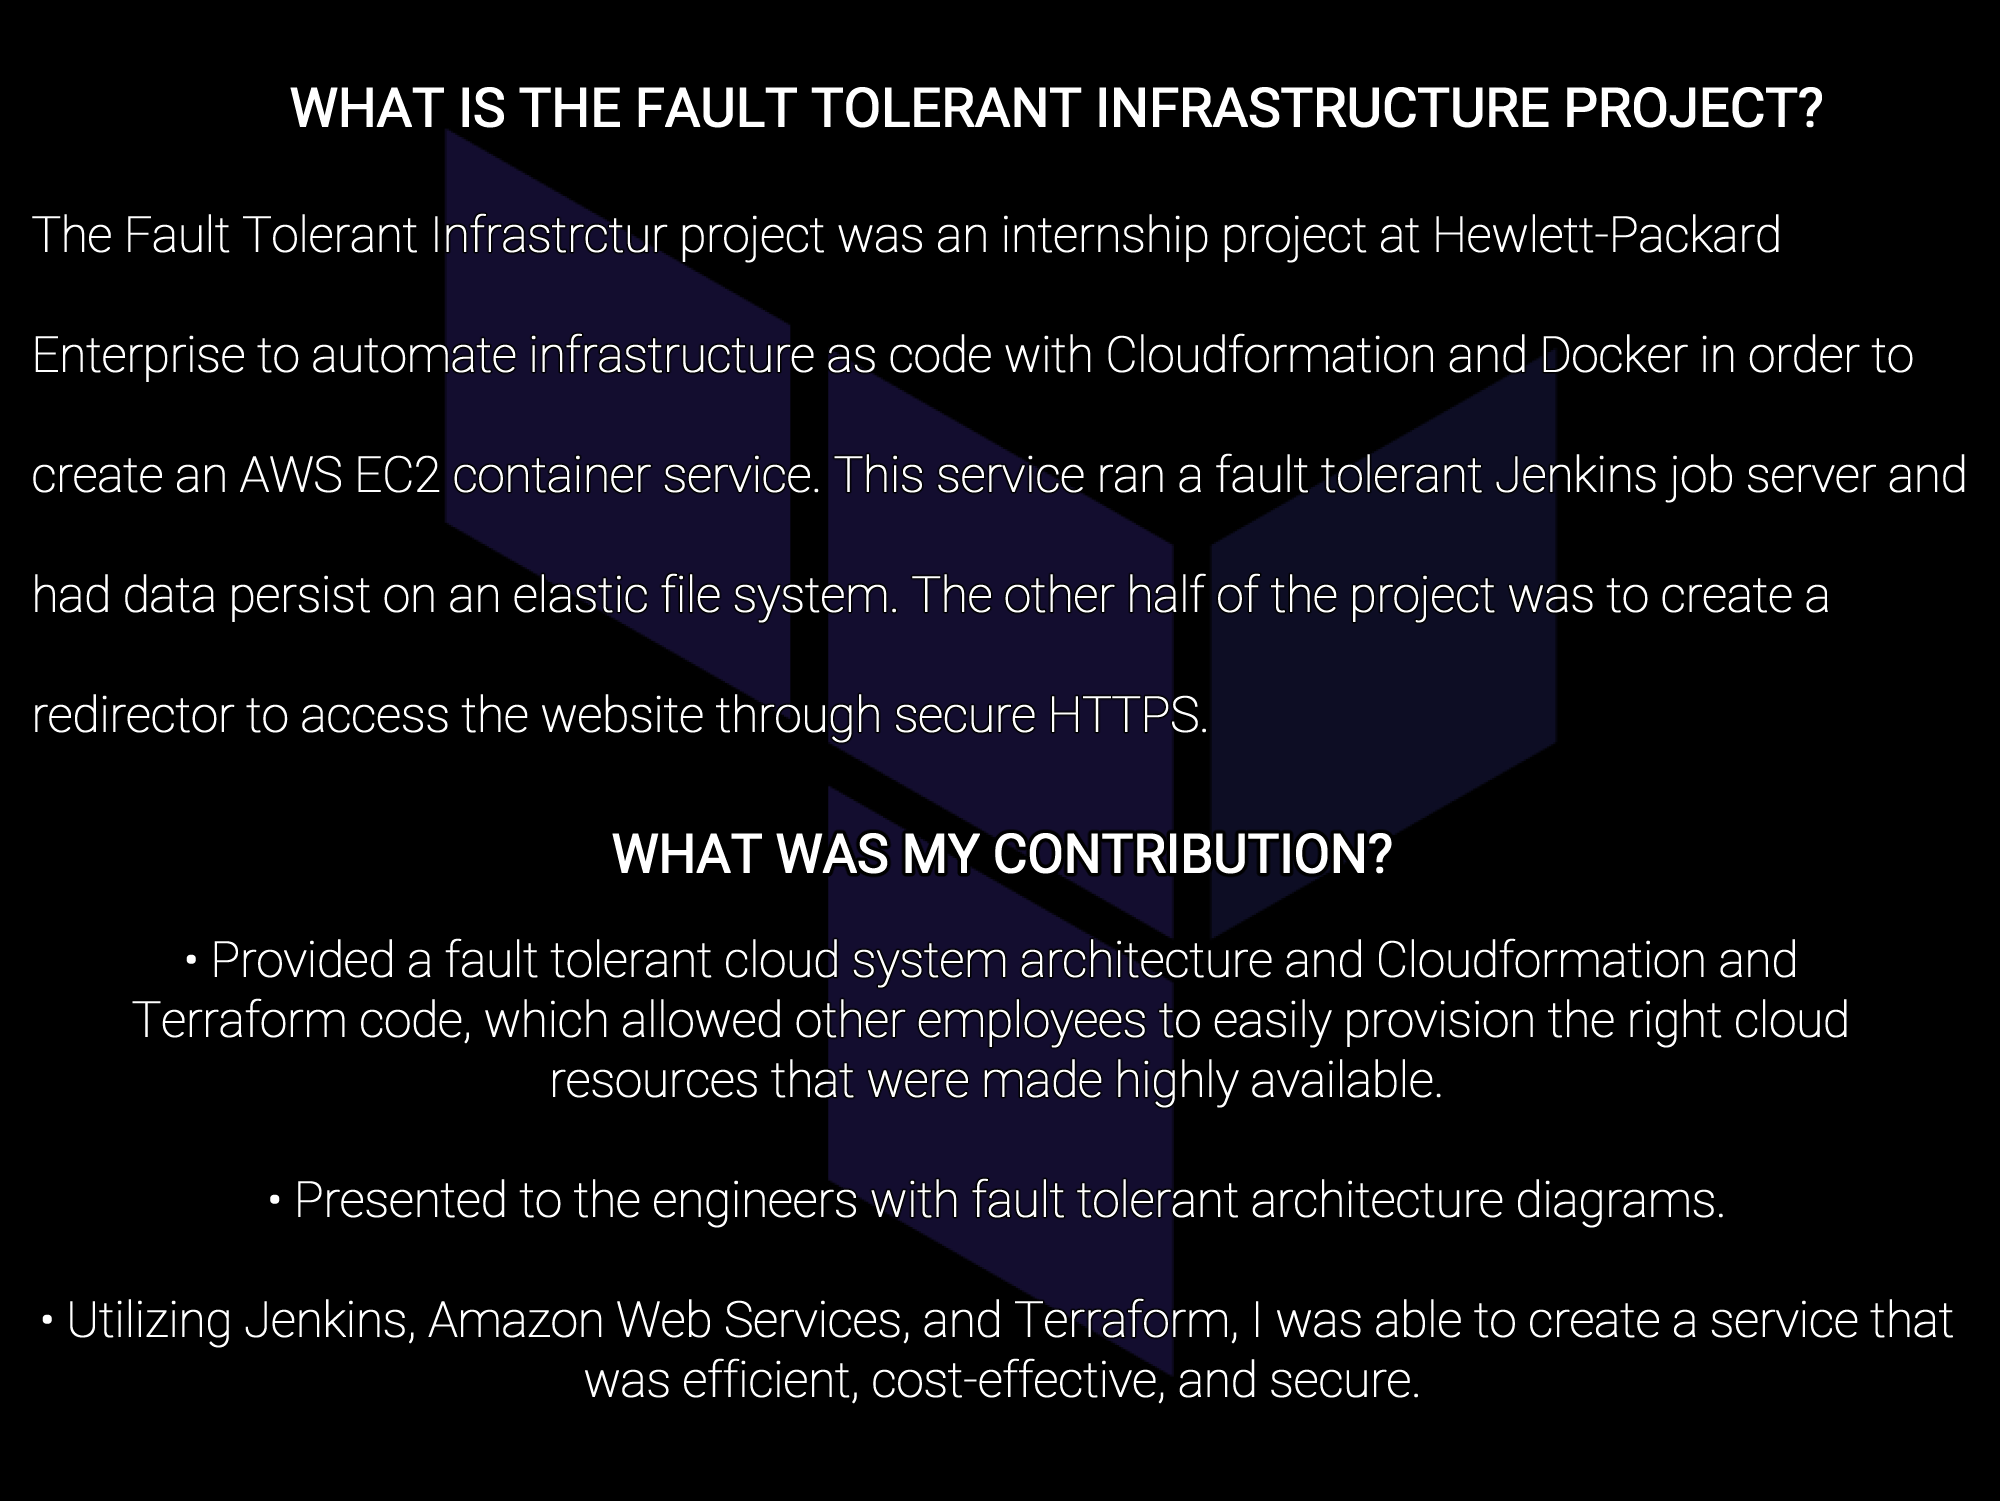 WHAT IS THE FAULT TOLERANT INFRASTRUCTURE PROJECT?
The Fault Tolerant Infrastrctur project was an internship project at Hewlett-Packard
Enterprise to automate infrastructure as code with Cloudformation and Docker in order to
create an AWS EC2 container service. This service ran a fault tolerant Jenkins job server and
had data persist on an elastic file system. The other half of the project was to create a
redirector to access the website through secure HTTPS.
WHAT WAS MY CONTRIBUTION?
• Provided a fault tolerant cloud system architecture and Cloudformation and
Terraform code, which allowed other employees to easily provision the right cloud
resources that were made highly available.
• Presented to the engineers with fault tolerant architecture diagrams.
• Utilizing Jenkins, Amazon Web Services, and Terraform, I was able to create a service that
was efficient, cost-effective, and secure.